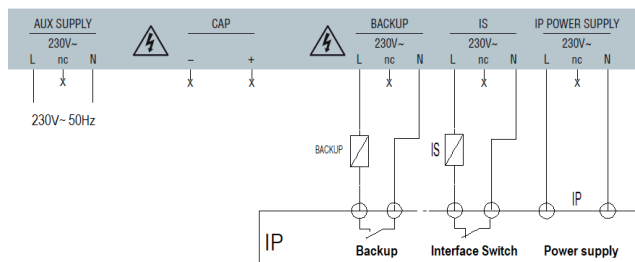 AUX SUPPLY CAP BACKUP IS IP POWER SUPPLY
230V~ 230V~ 230V~ 230V~
L nc N − + L nc N L nc N L nc N
X X X X X X
230V~ 50Hz
BACKUP IS
IP
IP
Backup Interface Switch Power supply